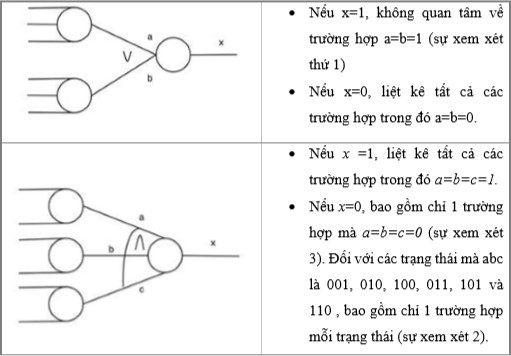 a
x
V
b
• Nếu x=1, không quan tâm về
trường hợp a=b=1 (sự xem xét
thứ 1)
• Nếu x=0, liệt kê tất cả các
trường hợp trong đó a=b=0.
a
b
Λ
x
c
• Nếu x =1, liệt kê tất cả các
trường hợp trong đó a=b=c=1.
• Nếu x=0, bao gồm chỉ 1 trường
hợp mà a=b=c=0 (sự xem xét
3). Đối với các trạng thái mà abc
là 001, 010, 100, 011, 101 và
110 , bao gồm chỉ 1 trường hợp
mỗi trạng thái (sự xem xét 2).